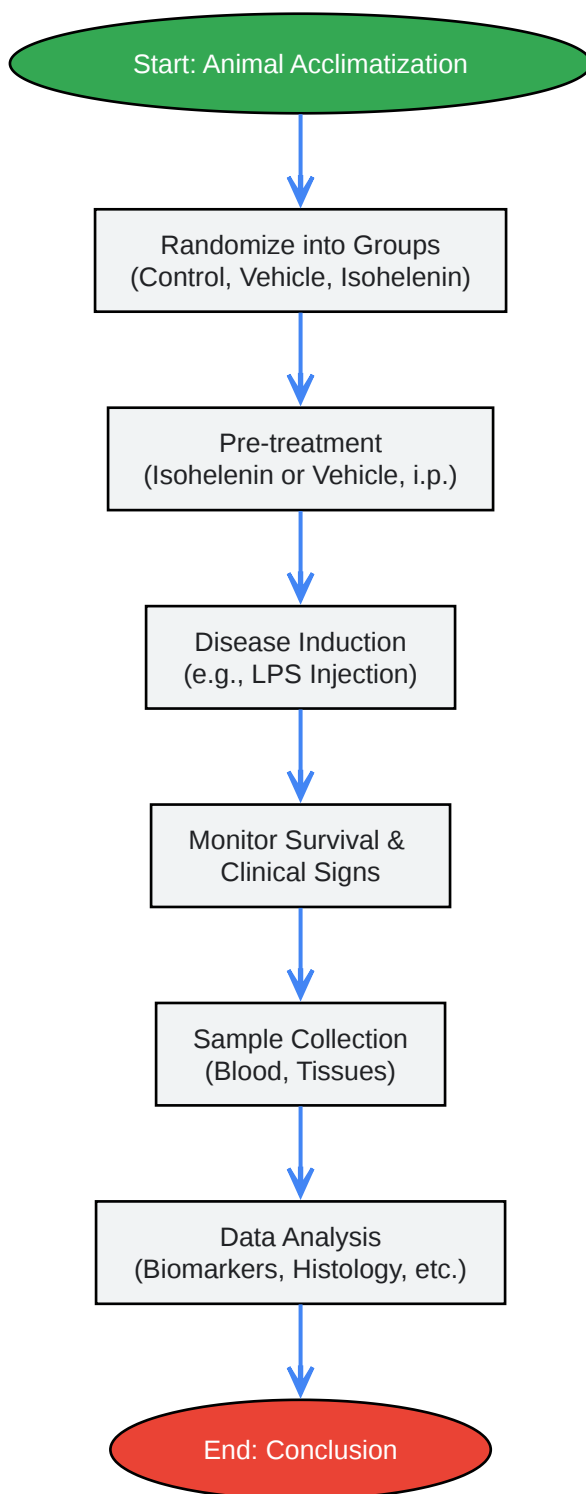 Start: Animal Acclimatization
Randomize into Groups
(Control, Vehicle, Isohelenin)
Pre-treatment
(Isohelenin or Vehicle, i.p.)
Disease Induction
(e.g., LPS Injection)
Monitor Survival &
Clinical Signs
Sample Collection
(Blood, Tissues)
Data Analysis
(Biomarkers, Histology, etc.)
End: Conclusion